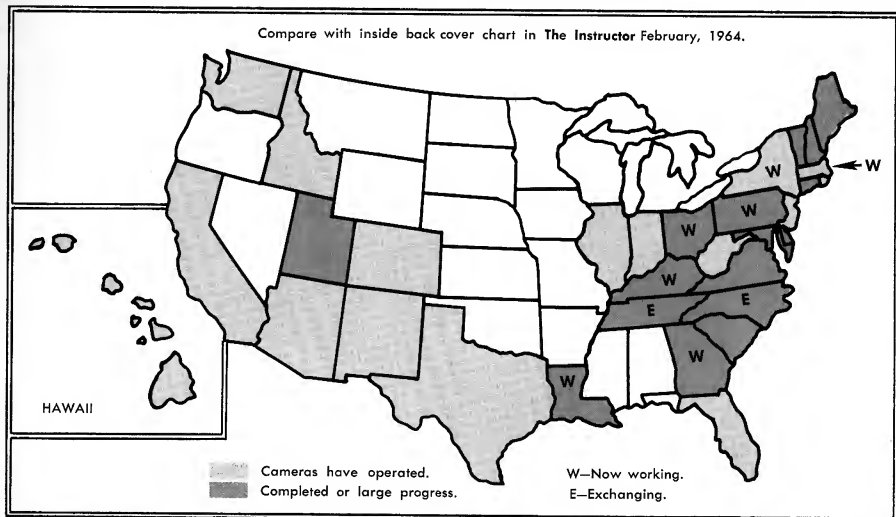 Compare with inside back cover chart in The Instructor February, 1964.
W
W
W
W
W
E
E
W
W
HAWAII
Cameras have operated.
Completed or large progress.
W—Now working.
E—Exchanging.